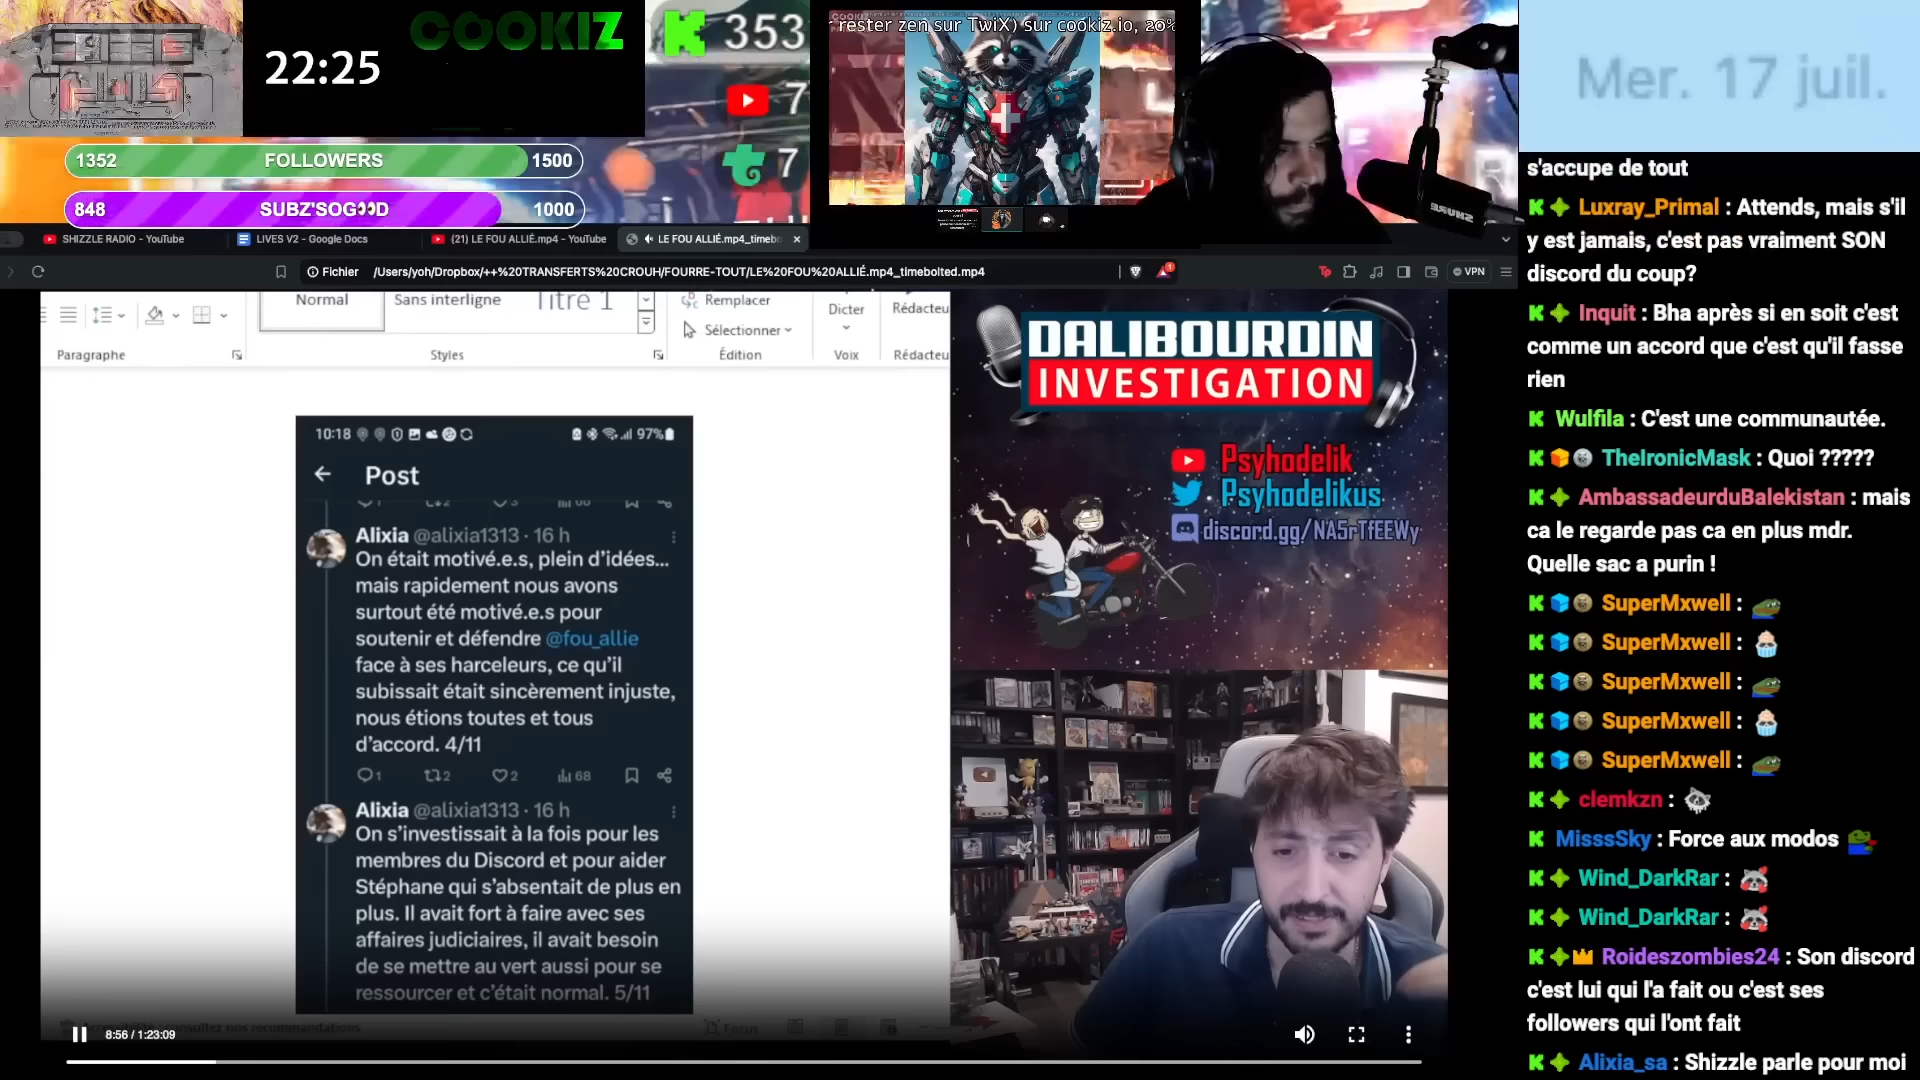 22:25
COOKIZ
353
7
7
1352 FOLLOWERS 1500
848 SUBZ'SOG👀D 1000
rester zen sur TwiX) sur cookiz.io, 20%
SHURE
Mer. 17 juil.
SHIZZLE RADIO - YouTube
LIVES V2 - Google Docs
(21) LE FOU ALLIÉ.mp4 - YouTube
LE FOU ALLIÉ.mp4_timebo
Fichier /Users/yoh/Dropbox/++%20TRANSFERTS%20CROUH/FOURRE-TOUT/LE%20FOU%20ALLIÉ.mp4_timebolted.mp4
VPN
Normal
Sans interligne
Titre 1
Remplacer
Sélectionner
Dicter
Rédacteur
Paragraphe
Styles
Édition
Voix
Rédacteu
10:18
97%
Post
Alixia @alixia1313 · 16 h
On était motivé.e.s, plein d'idées...
mais rapidement nous avons
surtout été motivé.e.s pour
soutenir et défendre @fou_allie
face à ses harceleurs, ce qu'il
subissait était sincèrement injuste,
nous étions toutes et tous
d'accord. 4/11
1 2 2 68
Alixia @alixia1313 · 16 h
On s'investissait à la fois pour les
membres du Discord et pour aider
Stéphane qui s'absentait de plus en
plus. Il avait fort à faire avec ses
affaires judiciaires, il avait besoin
de se mettre au vert aussi pour se
ressourcer et c'était normal. 5/11
consultez nos recommandations
Focus
8:56 / 1:23:09
DALIBOURDIN
INVESTIGATION
Psyhodelik
Psyhodelikus
discord.gg/NA5rTfEEWy
s'accupe de tout
Luxray_Primal : Attends, mais s'il
y est jamais, c'est pas vraiment SON
discord du coup?
Inquit : Bha après si en soit c'est
comme un accord que c'est qu'il fasse
rien
Wulfila : C'est une communauté.
TheIronicMask : Quoi ?????
AmbassadeurduBalekistan : mais
ca le regarde pas ca en plus mdr.
Quelle sac a purin !
SuperMxwell :
SuperMxwell :
SuperMxwell :
SuperMxwell :
SuperMxwell :
clemkzn :
MisssSky : Force aux modos
Wind_DarkRar :
Wind_DarkRar :
Roideszombies24 : Son discord
c'est lui qui l'a fait ou c'est ses
followers qui l'ont fait
Alixia_sa : Shizzle parle pour moi